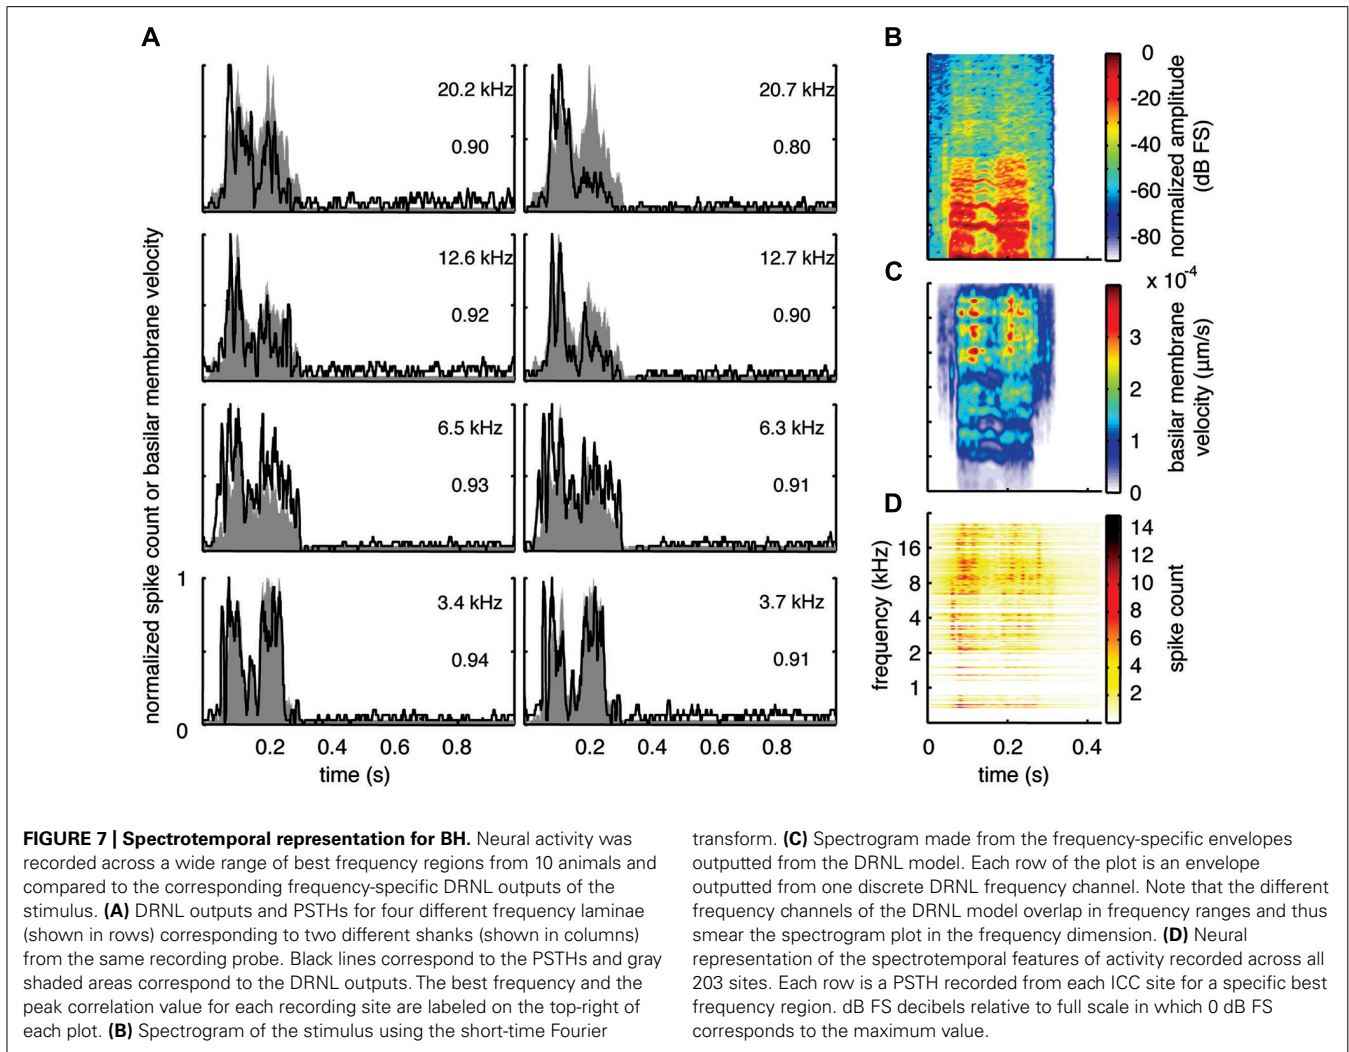 A
B
C
D
20.2 kHz
0.90
20.7 kHz
0.80
12.6 kHz
0.92
12.7 kHz
0.90
6.5 kHz
0.93
6.3 kHz
0.91
3.4 kHz
0.94
3.7 kHz
0.91
normalized spike count or basilar membrane velocity
1
0
0.2 0.4 0.6 0.8
time (s)
0.2 0.4 0.6 0.8
time (s)
0
-20
-40
-60
-80
normalized amplitude
(dB FS)
x 10-4
3
2
1
0
basilar membrane
velocity (µm/s)
frequency (kHz)
16
8
4
2
1
0 0.2 0.4
time (s)
14
12
10
8
6
4
2
spike count
FIGURE 7 | Spectrotemporal representation for BH. Neural activity was
recorded across a wide range of best frequency regions from 10 animals and
compared to the corresponding frequency-specific DRNL outputs of the
stimulus. (A) DRNL outputs and PSTHs for four different frequency laminae
(shown in rows) corresponding to two different shanks (shown in columns)
from the same recording probe. Black lines correspond to the PSTHs and gray
shaded areas correspond to the DRNL outputs. The best frequency and the
peak correlation value for each recording site are labeled on the top-right of
each plot. (B) Spectrogram of the stimulus using the short-time Fourier
transform. (C) Spectrogram made from the frequency-specific envelopes
outputted from the DRNL model. Each row of the plot is an envelope
outputted from one discrete DRNL frequency channel. Note that the different
frequency channels of the DRNL model overlap in frequency ranges and thus
smear the spectrogram plot in the frequency dimension. (D) Neural
representation of the spectrotemporal features of activity recorded across all
203 sites. Each row is a PSTH recorded from each ICC site for a specific best
frequency region. dB FS decibels relative to full scale in which 0 dB FS
corresponds to the maximum value.